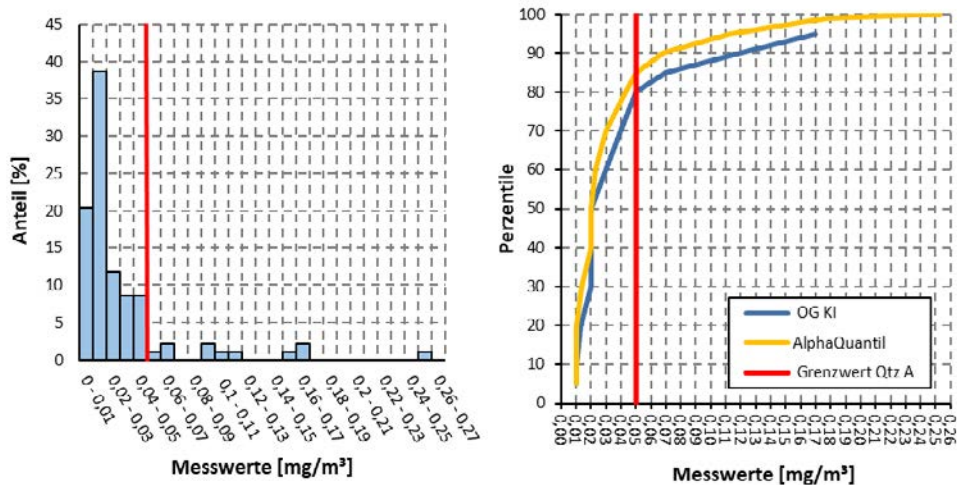 45
40
35
30
25
20
15
10
5
0
Anteil [%]
0 - 0,01
0,02 - 0,03
0,04 - 0,05
0,06 - 0,07
0,08 - 0,09
0,1 - 0,11
0,12 - 0,13
0,14 - 0,15
0,16 - 0,17
0,18 - 0,19
0,2 - 0,21
0,22 - 0,23
0,24 - 0,25
0,26 - 0,27
Messwerte [mg/m³]
100
90
80
70
60
50
40
30
20
10
0
Perzentile
OG KI
AlphaQuantil
Grenzwert Qtz A
0,00
0,01
0,02
0,03
0,04
0,05
0,06
0,07
0,08
0,09
0,10
0,11
0,12
0,13
0,14
0,15
0,16
0,17
0,18
0,19
0,20
0,21
0,22
0,23
0,24
0,25
0,26
Messwerte [mg/m³]